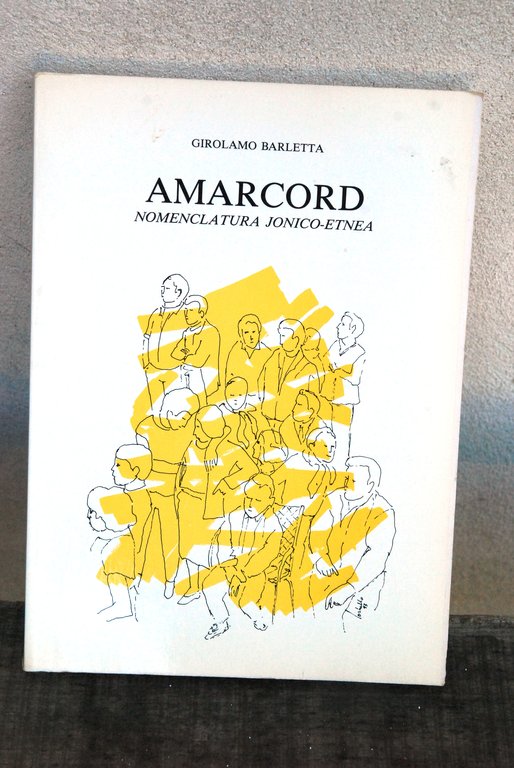 GIROLAMO BARLETTA
AMARCORD
NOMENCLATURA JONICO-ETNEA